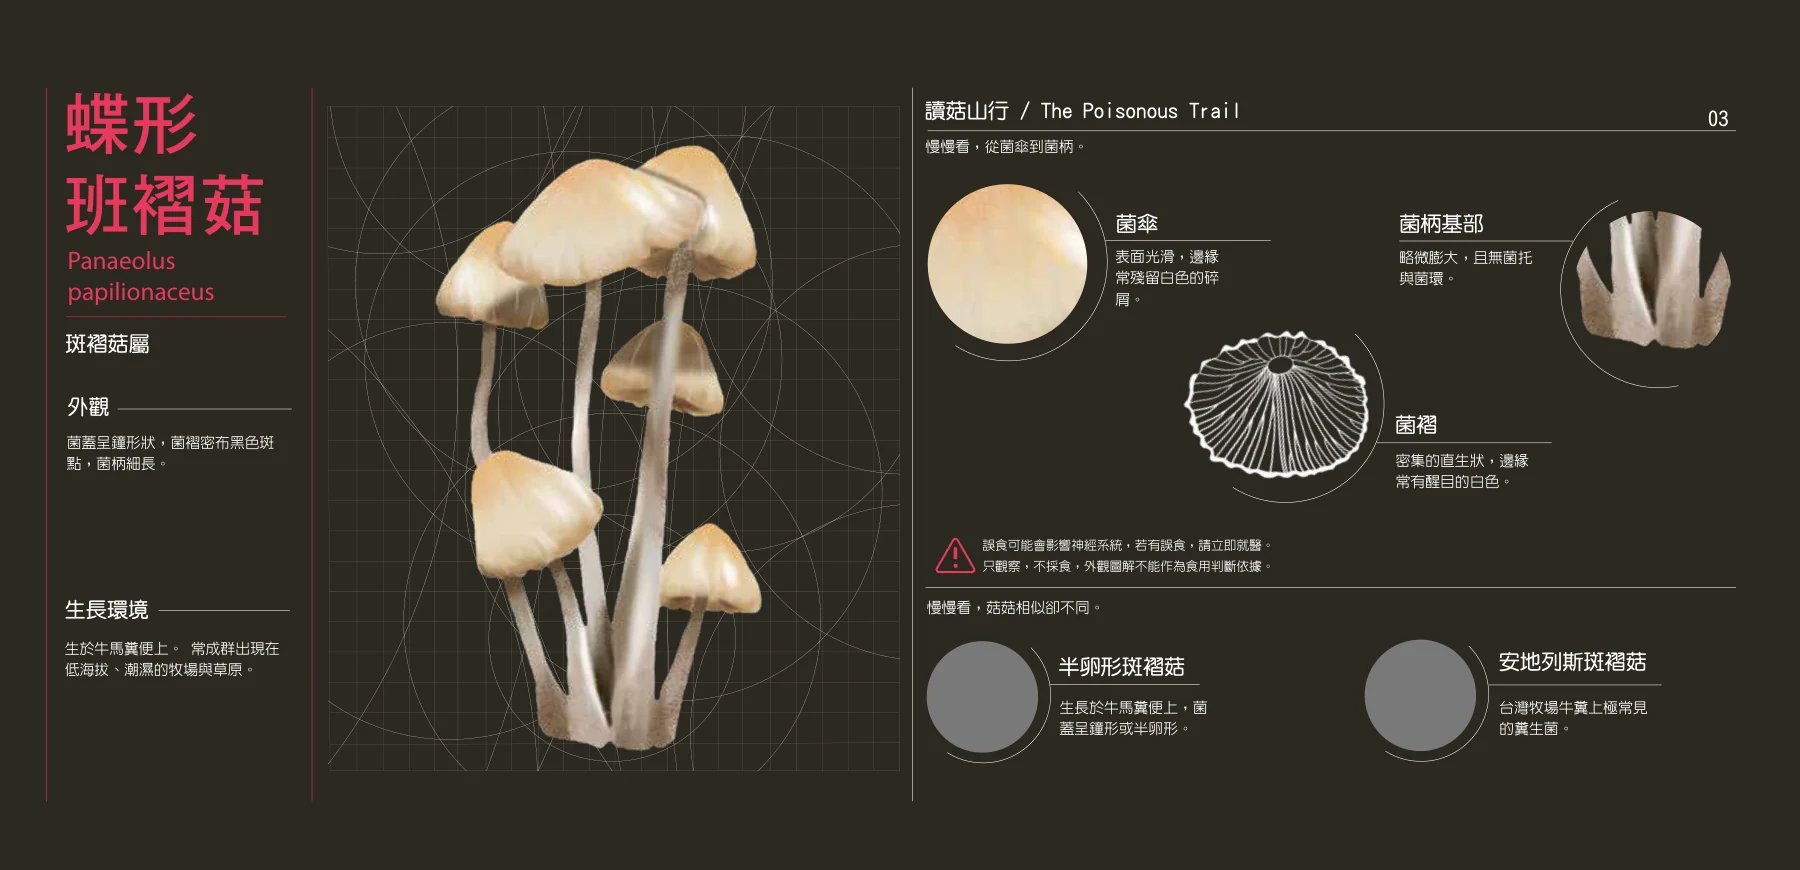 蝶形
班褶菇
Panaeolus
papilionaceus
斑褶菇屬
外觀
菌蓋呈鐘形狀，菌褶密布黑色斑
點，菌柄細長。
生長環境
生於牛馬糞便上。 常成群出現在
低海拔、潮濕的牧場與草原。
讀菇山行 / The Poisonous Trail
03
慢慢看，從菌傘到菌柄。
菌傘
表面光滑，邊緣
常殘留白色的碎
屑。
菌柄基部
略微膨大，且無菌托
與菌環。
菌褶
密集的直生狀，邊緣
常有醒目的白色。
誤食可能會影響神經系統，若有誤食，請立即就醫。
只觀察，不採食，外觀圖解不能作為食用判斷依據。
慢慢看，菇菇相似卻不同。
半卵形斑褶菇
生長於牛馬糞便上，菌
蓋呈鐘形或半卵形。
安地列斯斑褶菇
台灣牧場牛糞上極常見
的糞生菌。